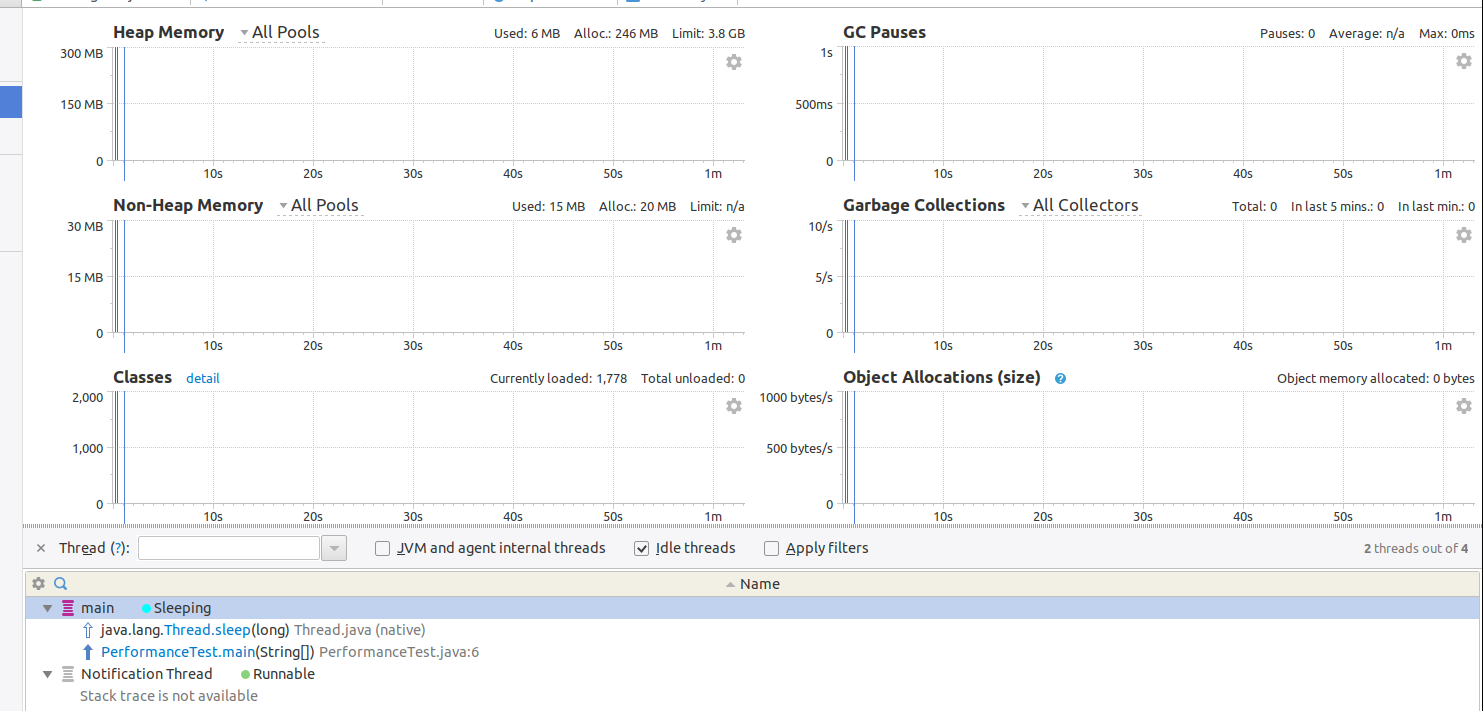 Heap Memory All Pools Used: 6 MB Alloc.: 246 MB Limit: 3.8 GB
300 MB
150 MB
0
10s 20s 30s 40s 50s 1m
GC Pauses Pauses: 0 Average: n/a Max: 0ms
1s
500ms
0
10s 20s 30s 40s 50s 1m
Non-Heap Memory All Pools Used: 15 MB Alloc.: 20 MB Limit: n/a
30 MB
15 MB
0
10s 20s 30s 40s 50s 1m
Garbage Collections All Collectors Total: 0 In last 5 mins.: 0 In last min.: 0
10/s
5/s
0
10s 20s 30s 40s 50s 1m
Classes detail Currently loaded: 1,778 Total unloaded: 0
2,000
1,000
0
10s 20s 30s 40s 50s 1m
Object Allocations (size) ? Object memory allocated: 0 bytes
1000 bytes/s
500 bytes/s
0
10s 20s 30s 40s 50s 1m
× Thread (?): JVM and agent internal threads Idle threads Apply filters 2 threads out of 4
Name
main Sleeping
java.lang.Thread.sleep(long) Thread.java (native)
PerformanceTest.main(String[]) PerformanceTest.java:6
Notification Thread Runnable
Stack trace is not available